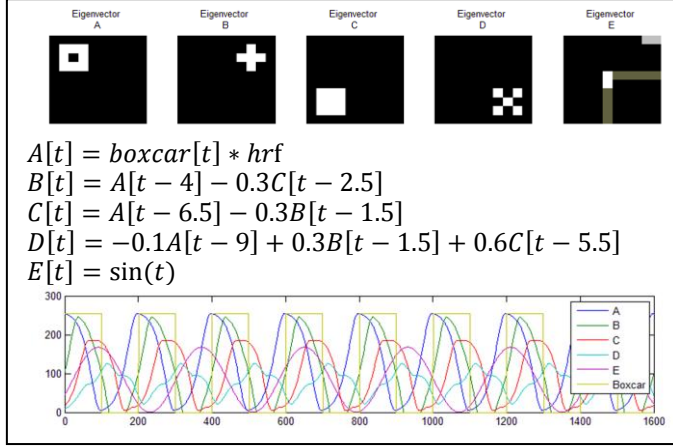 Eigenvector Eigenvector Eigenvector Eigenvector Eigenvector
A B C D E
A[t] = boxcar[t] ∗ hrf
B[t] = A[t − 4] − 0.3C[t − 2.5]
C[t] = A[t − 6.5] − 0.3B[t − 1.5]
D[t] = −0.1A[t − 9] + 0.3B[t − 1.5] + 0.6C[t − 5.5]
E[t] = sin(t)
300
200
100
0
A
B
C
D
E
Boxcar
0 200 400 600 800 1000 1200 1400 1600